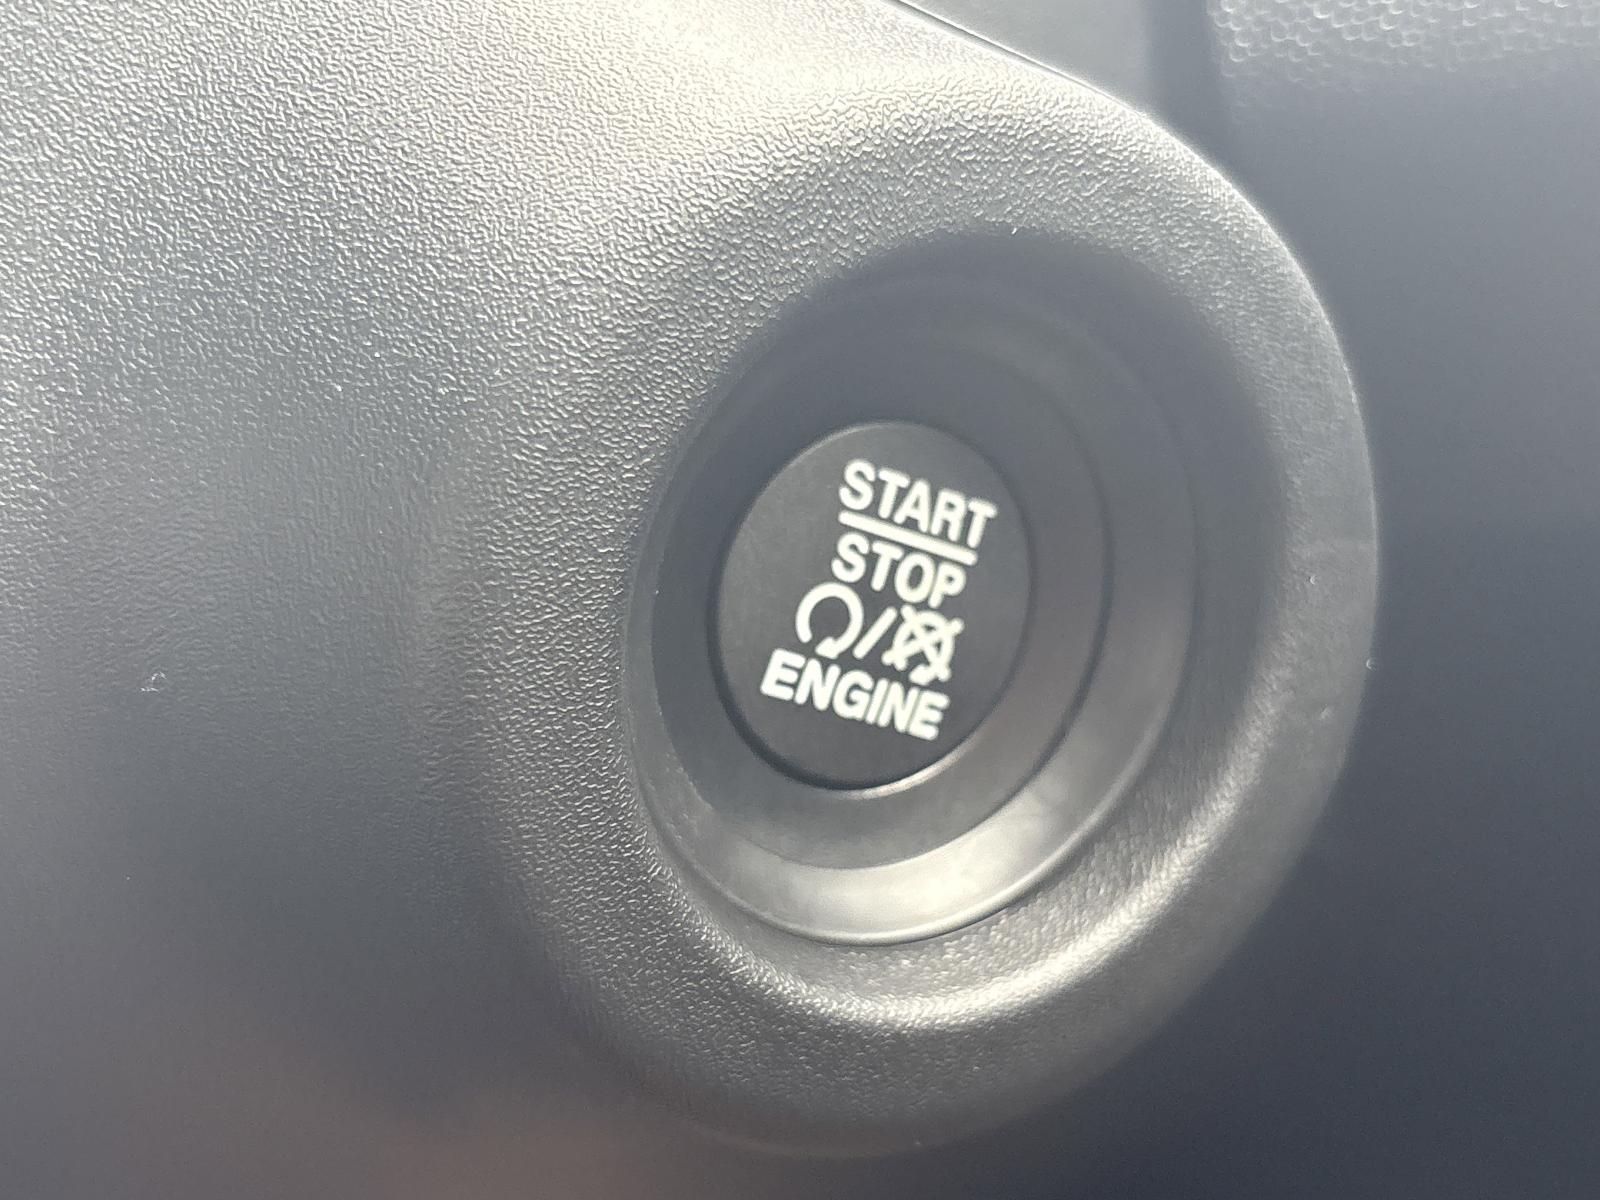 START
STOP
/
ENGINE